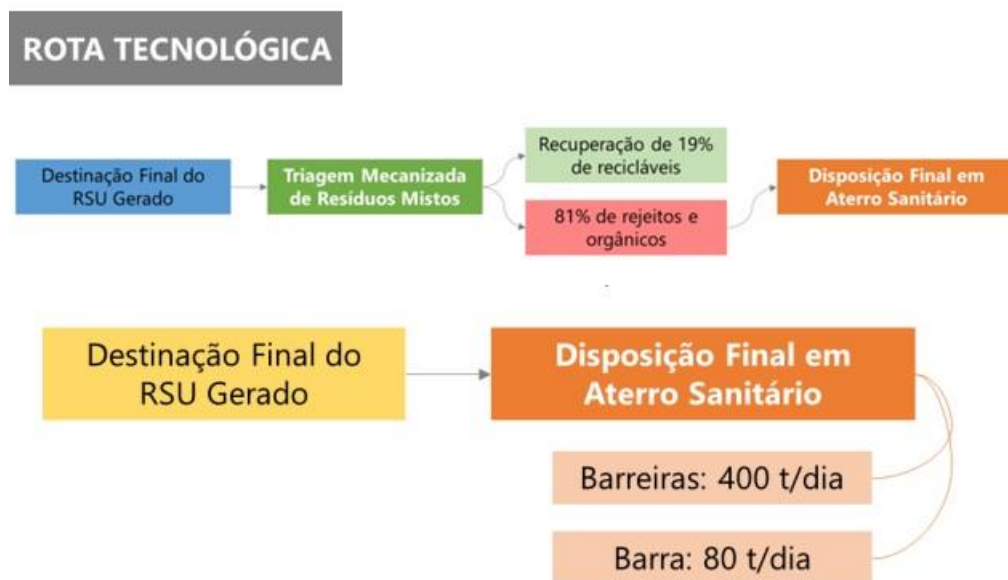 ROTA TECNOLÓGICA
Destinação Final do
RSU Gerado
Triagem Mecanizada
de Resíduos Mistos
Recuperação de 19%
de recicláveis
81% de rejeitos e
orgânicos
Disposição Final em
Aterro Sanitário
Destinação Final do
RSU Gerado
Disposição Final em
Aterro Sanitário
Barreiras: 400 t/dia
Barra: 80 t/dia